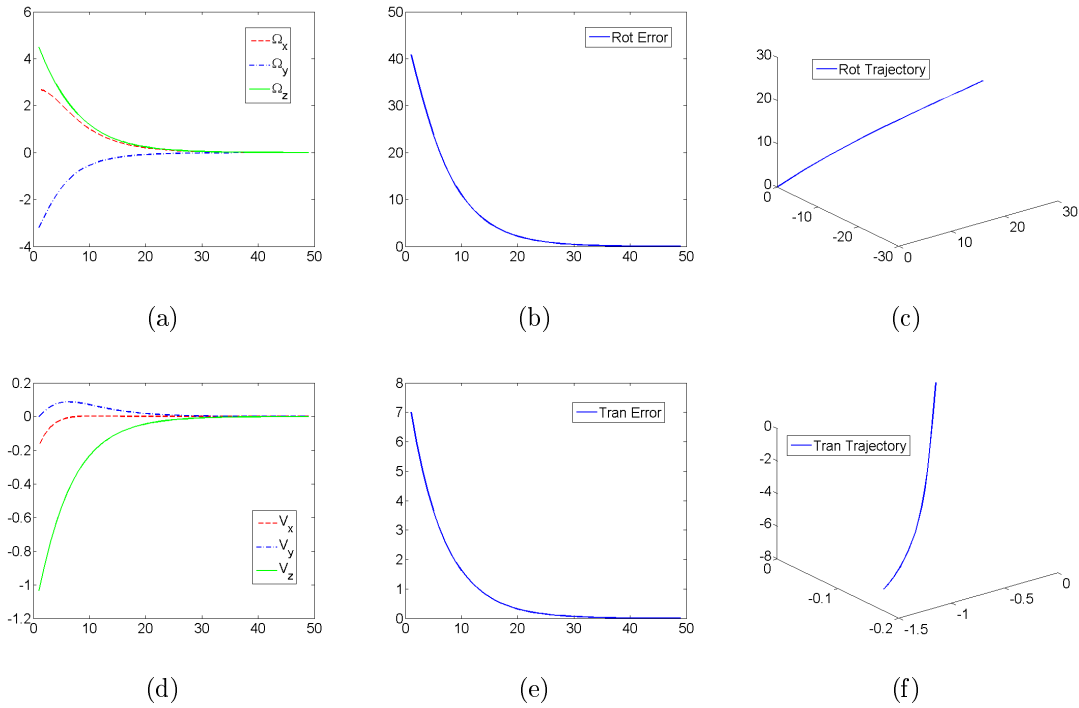 6
4
2
0
-2
-4
0 10 20 30 40 50
Ωx
Ωy
Ωz
(a)
50
40
30
20
10
0
0 10 20 30 40 50
Rot Error
(b)
30
20
10
0
0
-10
-20
-30
0
10
20
30
Rot Trajectory
(c)
0.2
0
-0.2
-0.4
-0.6
-0.8
-1
-1.2
0 10 20 30 40 50
Vx
Vy
Vz
(d)
8
7
6
5
4
3
2
1
0
0 10 20 30 40 50
Tran Error
(e)
0
-2
-4
-6
-8
0
-0.1
-0.2
-1.5
-1
-0.5
0
Tran Trajectory
(f)